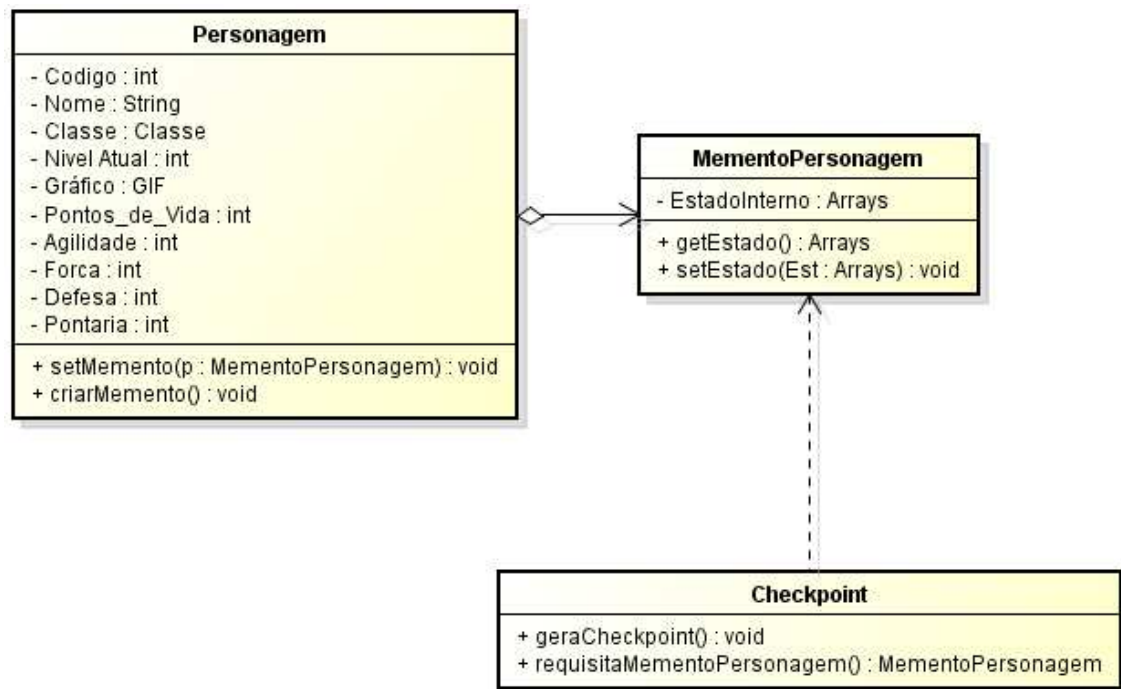 Personagem
- Codigo : int
- Nome : String
- Classe : Classe
- Nivel Atual : int
- Gráfico : GIF
- Pontos_de_Vida : int
- Agilidade : int
- Forca : int
- Defesa : int
- Pontaria : int
+ setMemento(p : MementoPersonagem) : void
+ criarMemento() : void
MementoPersonagem
- EstadoInterno : Arrays
+ getEstado() : Arrays
+ setEstado(Est : Arrays) : void
Checkpoint
+ geraCheckpoint() : void
+ requisitaMementoPersonagem() : MementoPersonagem